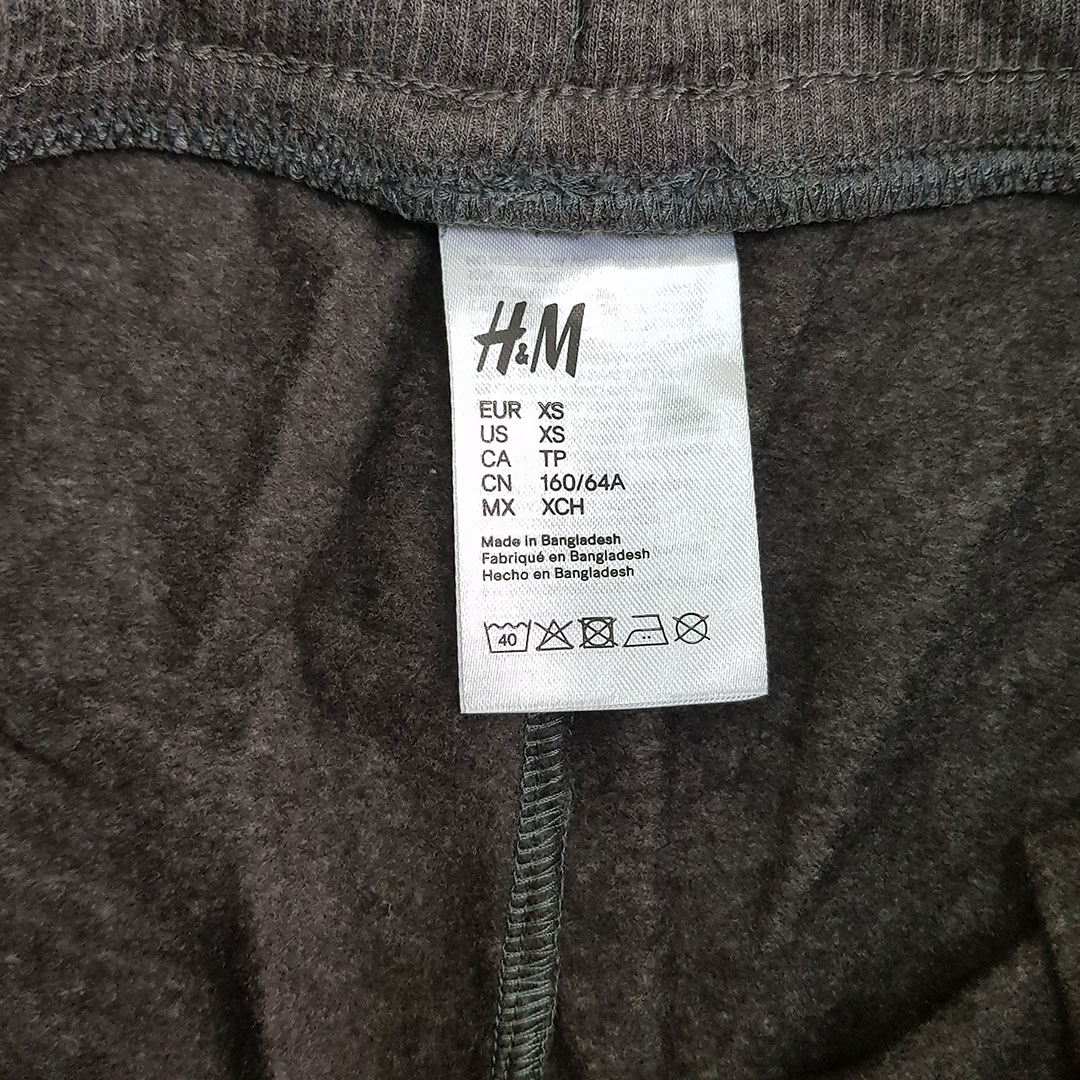 H&M
EUR XS
US XS
CA TP
CN 160/64A
MX XCH
Made in Bangladesh
Fabriqué en Bangladesh
Hecho en Bangladesh
40